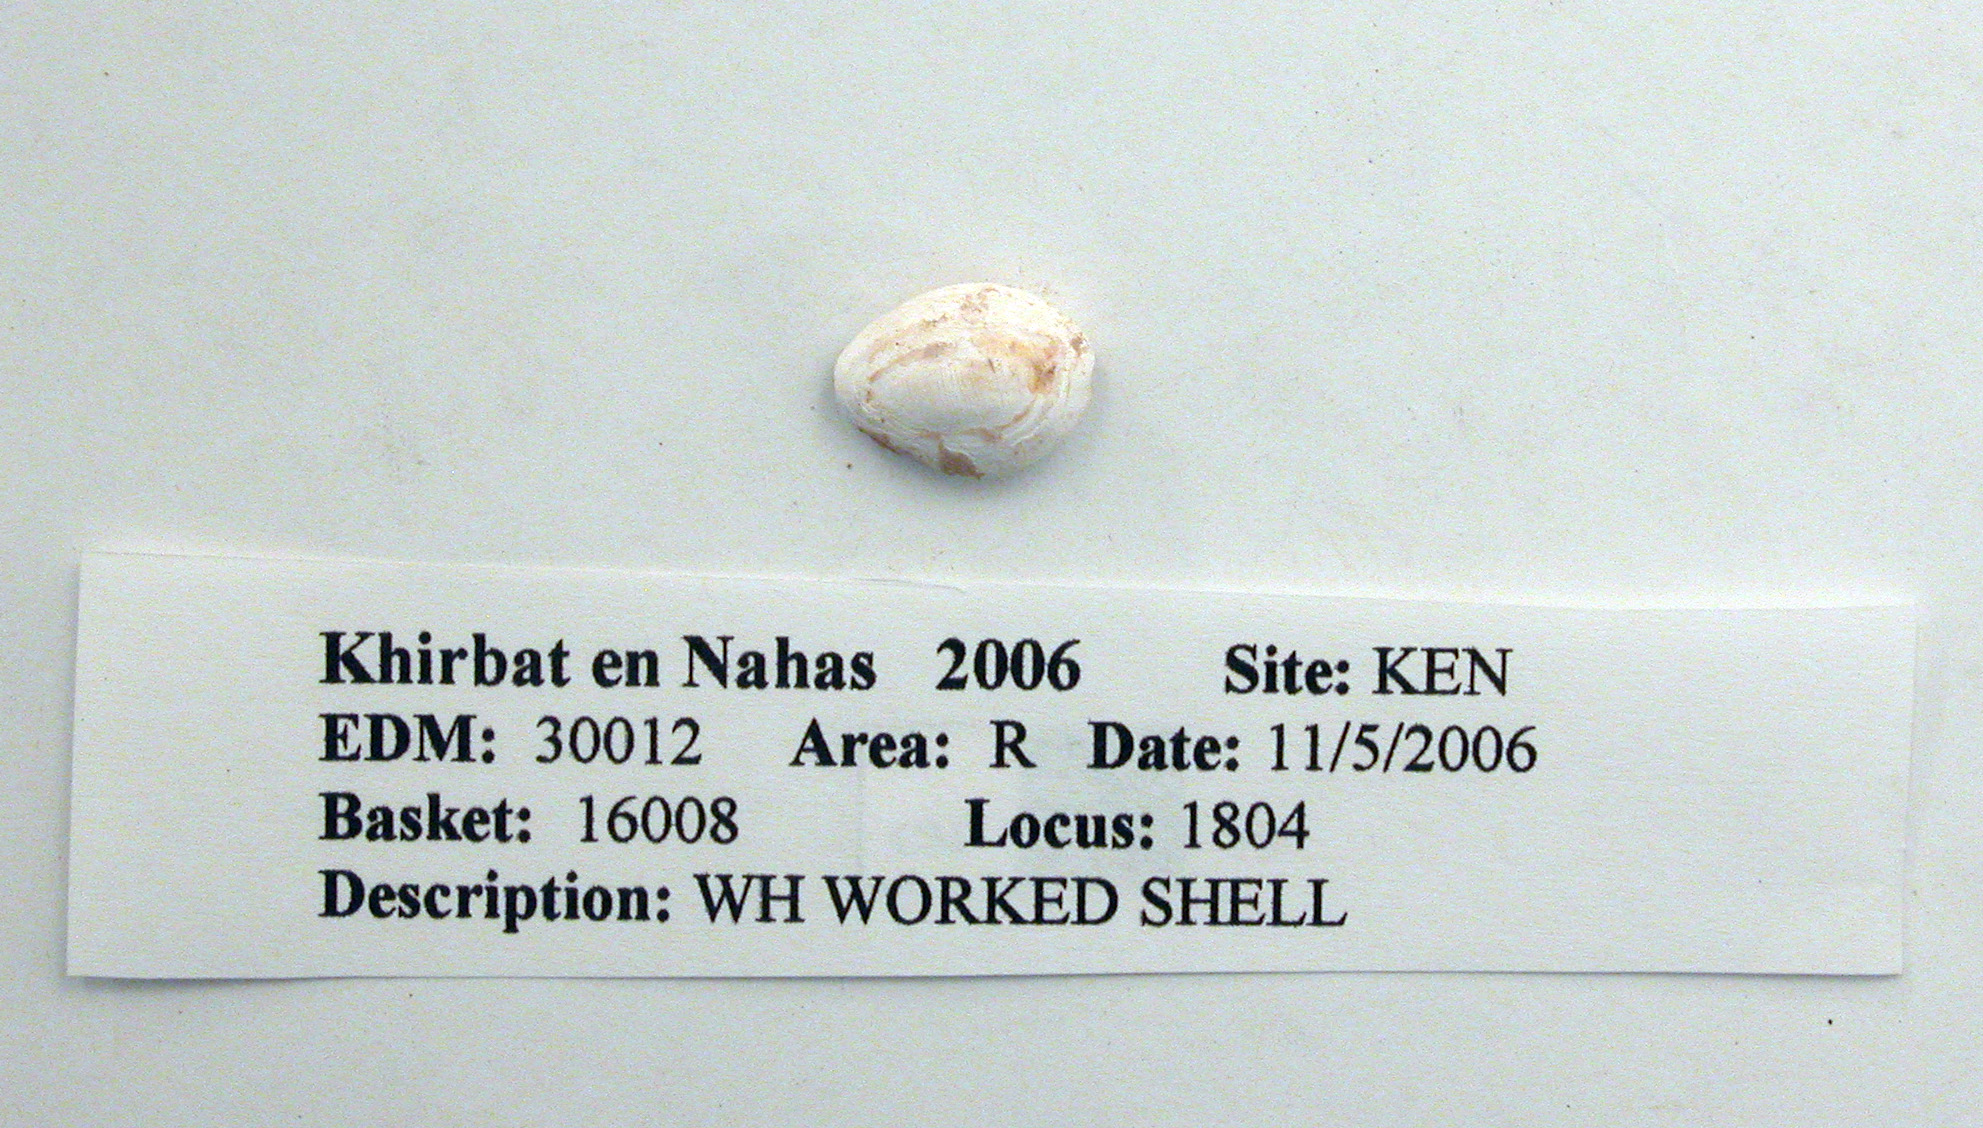 Khirbat en Nahas 2006 Site: KEN
EDM: 30012 Area: R Date: 11/5/2006
Basket: 16008 Locus: 1804
Description: WH WORKED SHELL